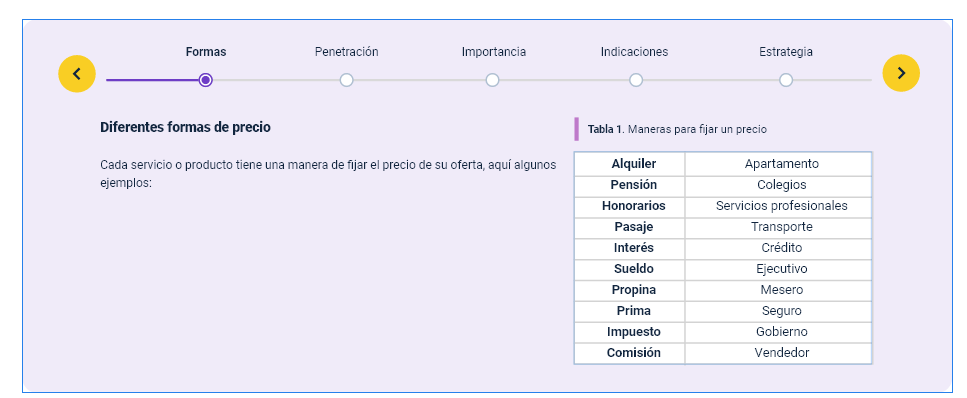 Formas
Penetración
Importancia
Indicaciones
Estrategia
Diferentes formas de precio
Cada servicio o producto tiene una manera de fijar el precio de su oferta, aquí algunos
ejemplos:
Tabla 1. Maneras para fijar un precio
Alquiler Apartamento
Pensión Colegios
Honorarios Servicios profesionales
Pasaje Transporte
Interés Crédito
Sueldo Ejecutivo
Propina Mesero
Prima Seguro
Impuesto Gobierno
Comisión Vendedor